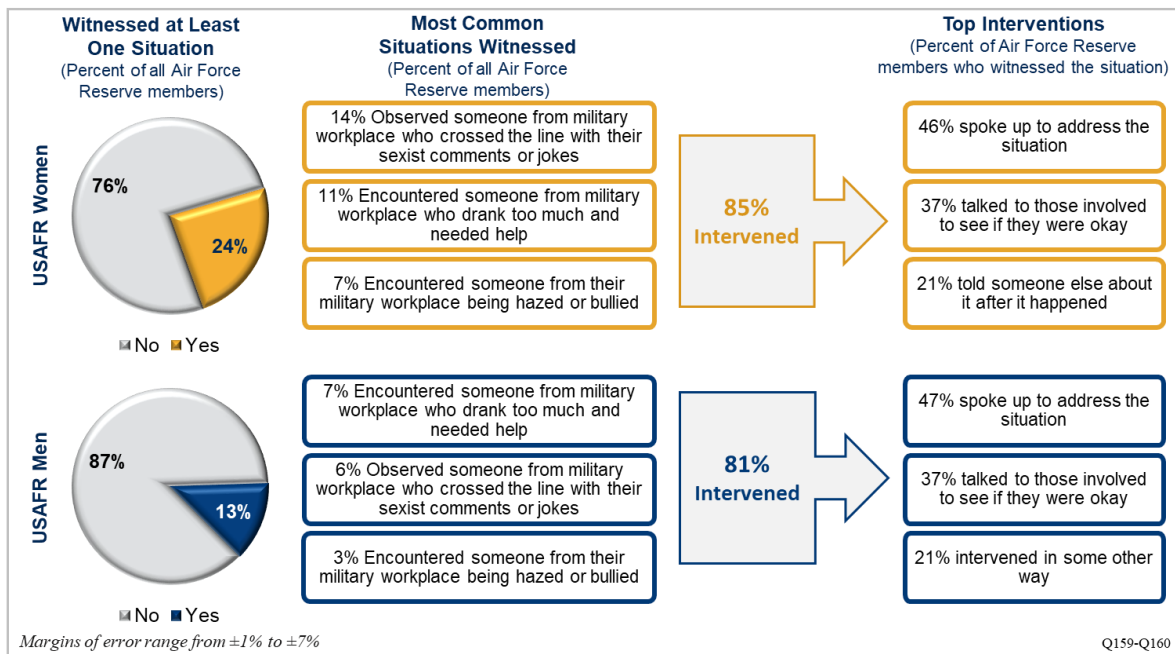 Witnessed at Least
One Situation
(Percent of all Air Force
Reserve members)
Most Common
Situations Witnessed
(Percent of all Air Force
Reserve members)
Top Interventions
(Percent of Air Force Reserve
members who witnessed the situation)
USAFR Women
76%
24%
No Yes
14% Observed someone from military
workplace who crossed the line with their
sexist comments or jokes
11% Encountered someone from military
workplace who drank too much and
needed help
7% Encountered someone from their
military workplace being hazed or bullied
85%
Intervened
46% spoke up to address the
situation
37% talked to those involved
to see if they were okay
21% told someone else about
it after it happened
USAFR Men
87%
13%
No Yes
7% Encountered someone from military
workplace who drank too much and
needed help
6% Observed someone from military
workplace who crossed the line with their
sexist comments or jokes
3% Encountered someone from their
military workplace being hazed or bullied
81%
Intervened
47% spoke up to address the
situation
37% talked to those involved
to see if they were okay
21% intervened in some other
way
Margins of error range from ±1% to ±7%
Q159-Q160